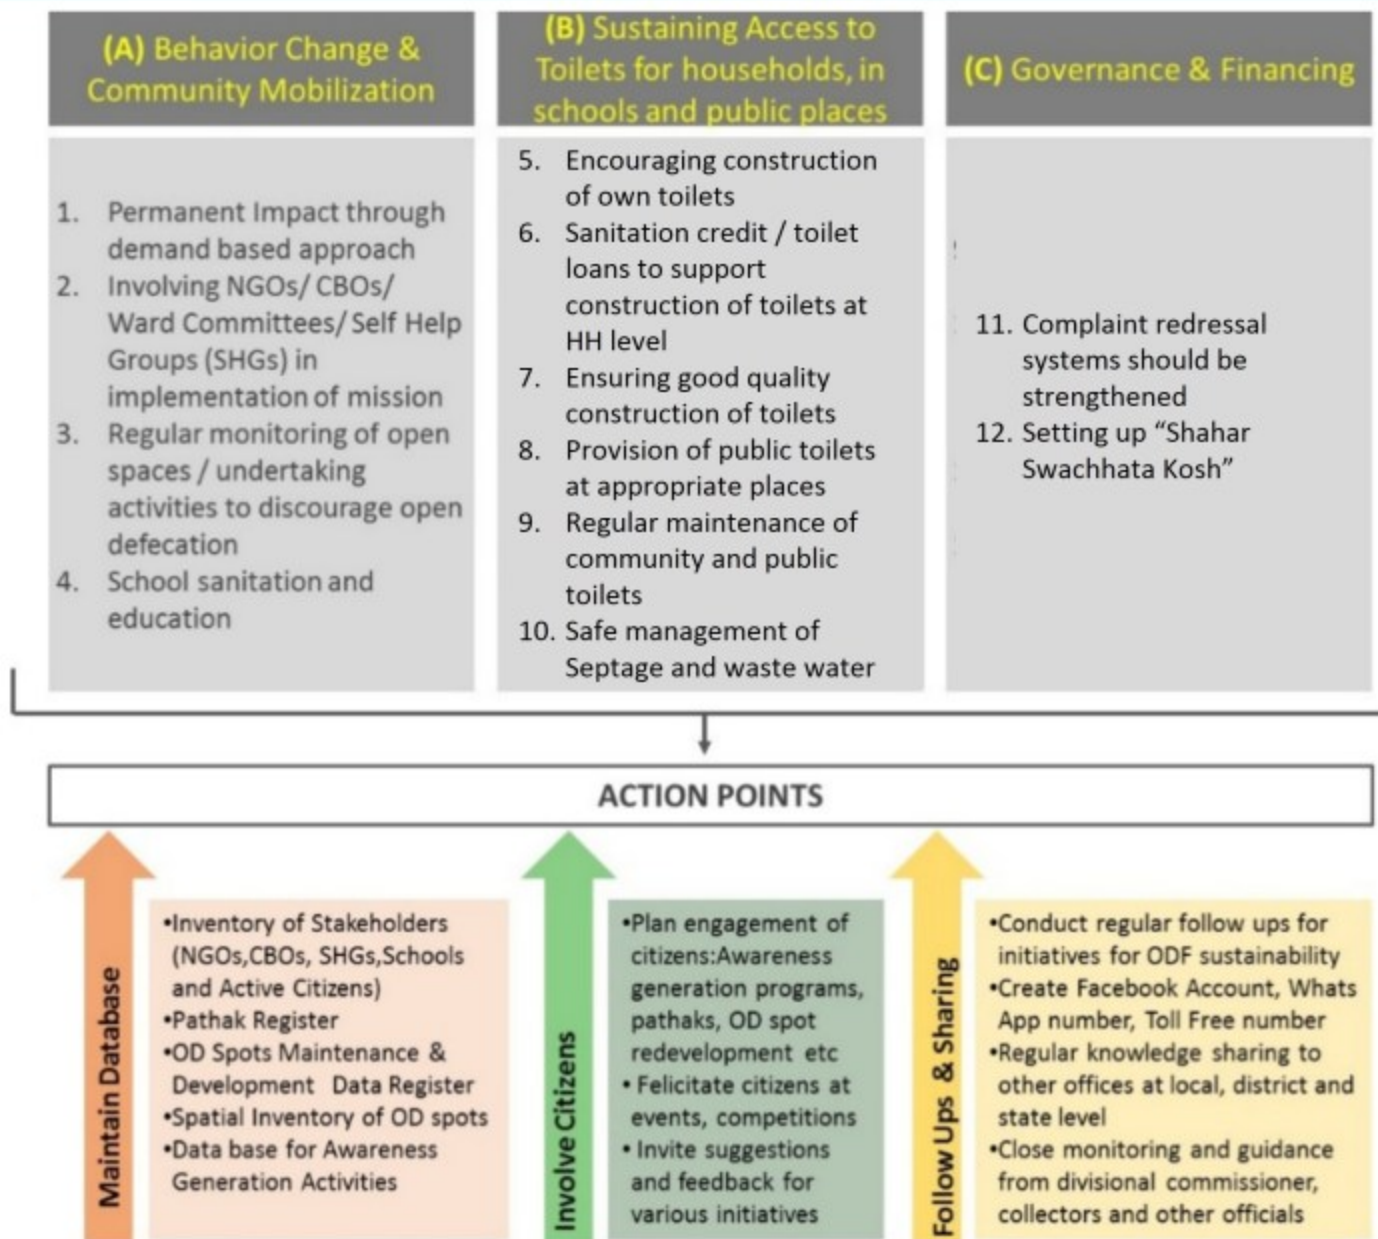 (A) Behavior Change &
Community Mobilization
1. Permanent Impact through
demand based approach
2. Involving NGOs/ CBOs/
Ward Committees/ Self Help
Groups (SHGs) in
implementation of mission
3. Regular monitoring of open
spaces / undertaking
activities to discourage open
defecation
4. School sanitation and
education
(B) Sustaining Access to
Toilets for households, in
schools and public places
5. Encouraging construction
of own toilets
6. Sanitation credit / toilet
loans to support
construction of toilets at
HH level
7. Ensuring good quality
construction of toilets
8. Provision of public toilets
at appropriate places
9. Regular maintenance of
community and public
toilets
10. Safe management of
Septage and waste water
(C) Governance & Financing
11. Complaint redressal
systems should be
strengthened
12. Setting up “Shahar
Swachhata Kosh”
ACTION POINTS
Maintain Database
•Inventory of Stakeholders
(NGOs,CBOs, SHGs,Schools
and Active Citizens)
•Pathak Register
•OD Spots Maintenance &
Development Data Register
•Spatial Inventory of OD spots
•Data base for Awareness
Generation Activities
Involve Citizens
•Plan engagement of
citizens:Awareness
generation programs,
pathaks, OD spot
redevelopment etc
• Felicitate citizens at
events, competitions
• Invite suggestions
and feedback for
various initiatives
Follow Ups & Sharing
•Conduct regular follow ups for
initiatives for ODF sustainability
•Create Facebook Account, Whats
App number, Toll Free number
•Regular knowledge sharing to
other offices at local, district and
state level
•Close monitoring and guidance
from divisional commissioner,
collectors and other officials